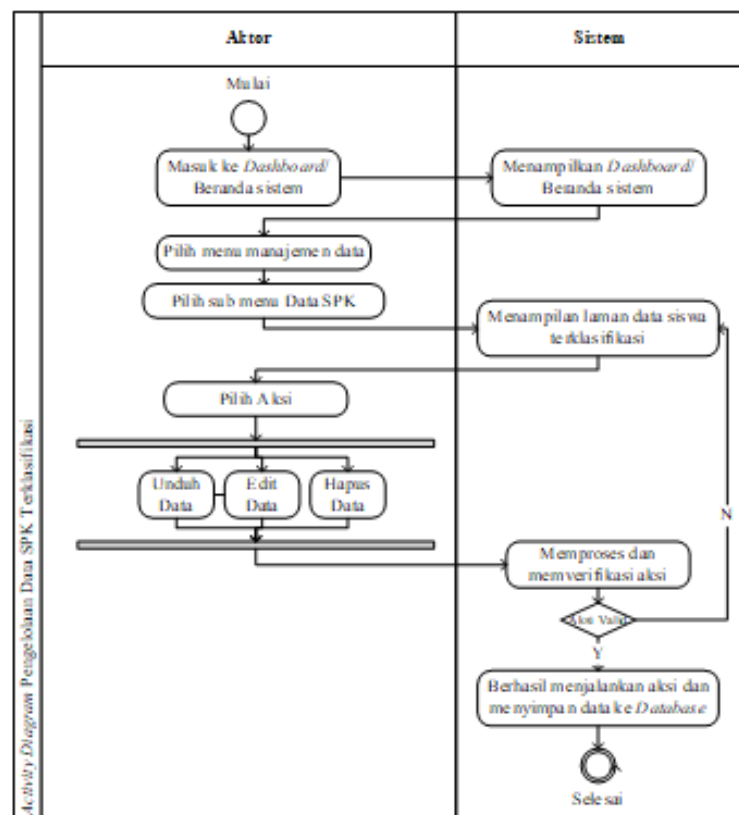 Aktor
Sistem
Mulai
Masuk ke Dashboard/
Beranda sistem
Menampilkan Dashboard/
Beranda sistem
Pilih menu manajemen data
Pilih sub menu Data SPK
Menampilan laman data siswa
terklasifikasi
Pilih Aksi
Unduh
Data
Edit
Data
Hapus
Data
N
Memproses dan
memverifikasi aksi
Aksi Valid
Y
Berhasil menjalankan aksi dan
menyimpan data ke Database
Selesai
Activity Diagram Pengelolaan Data SPK Terklasifikasi